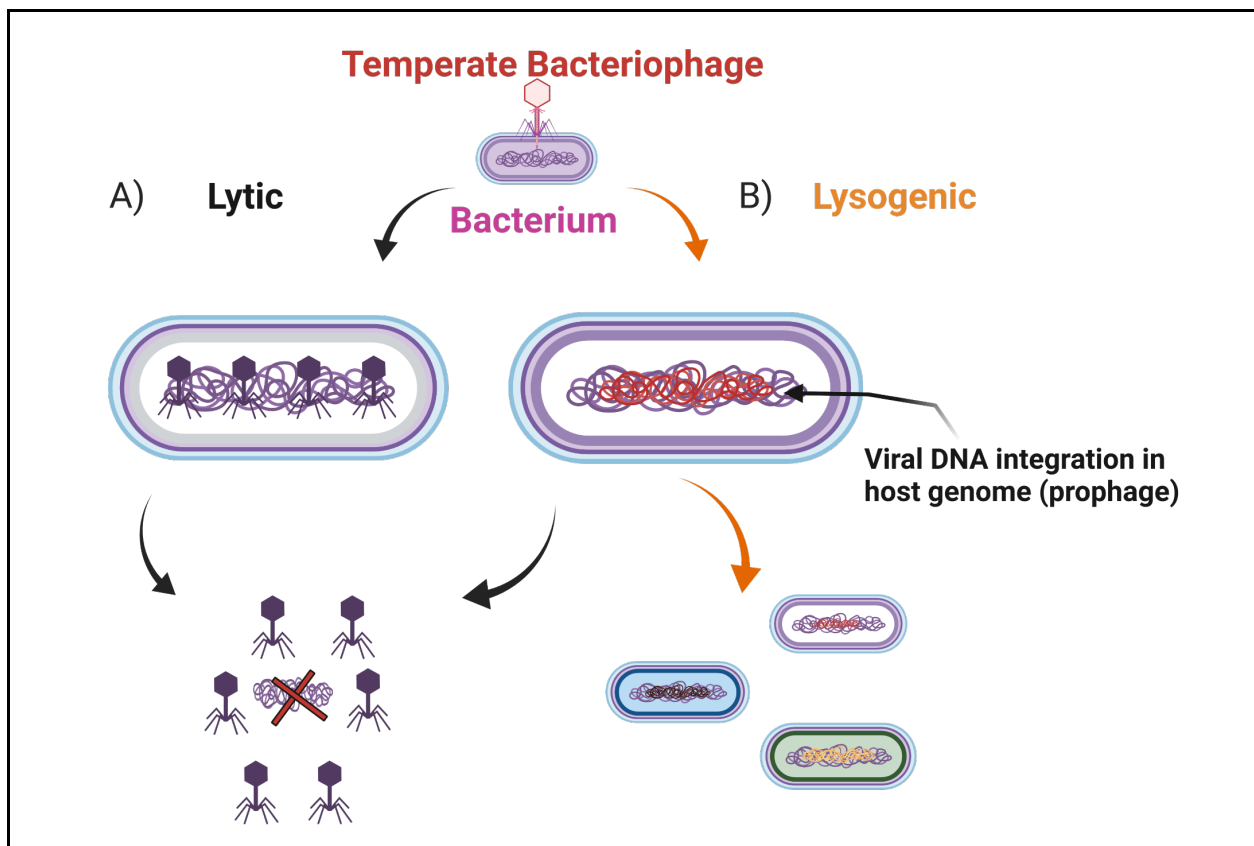 Temperate Bacteriophage
A) Lytic
B) Lysogenic
Bacterium
Viral DNA integration in
host genome (prophage)